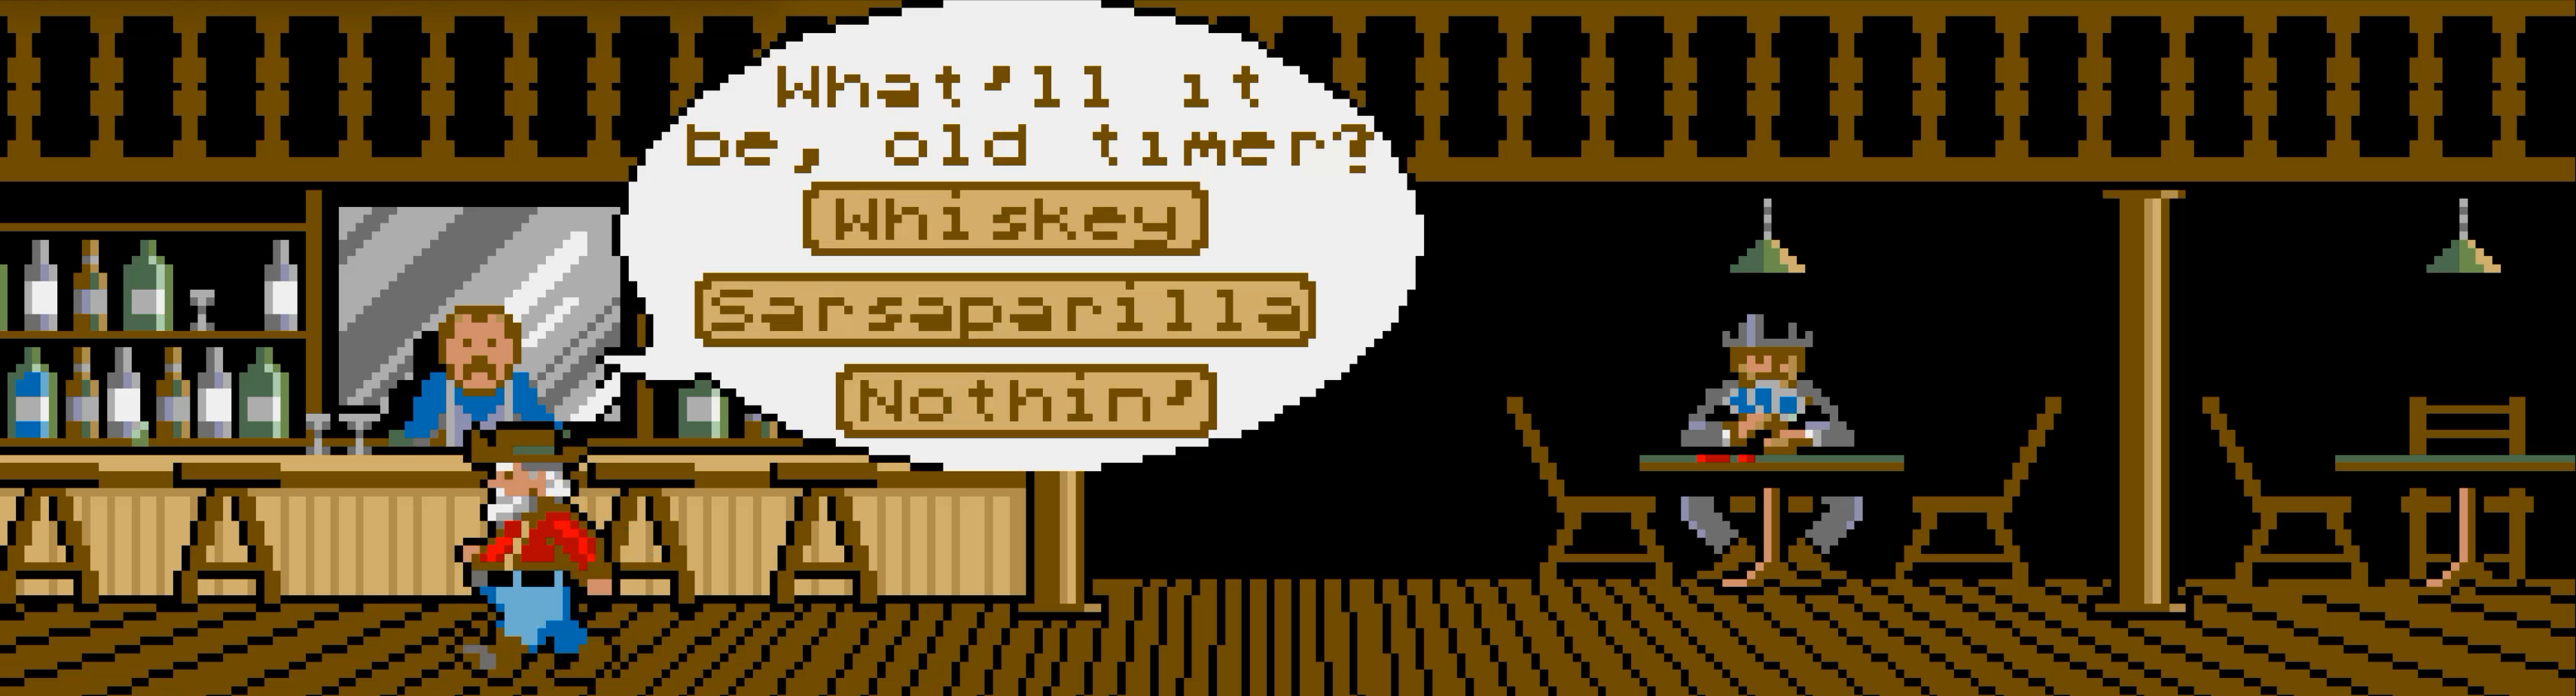 What'll it
be, old timer?
Whiskey
Sarsaparilla
Nothin'